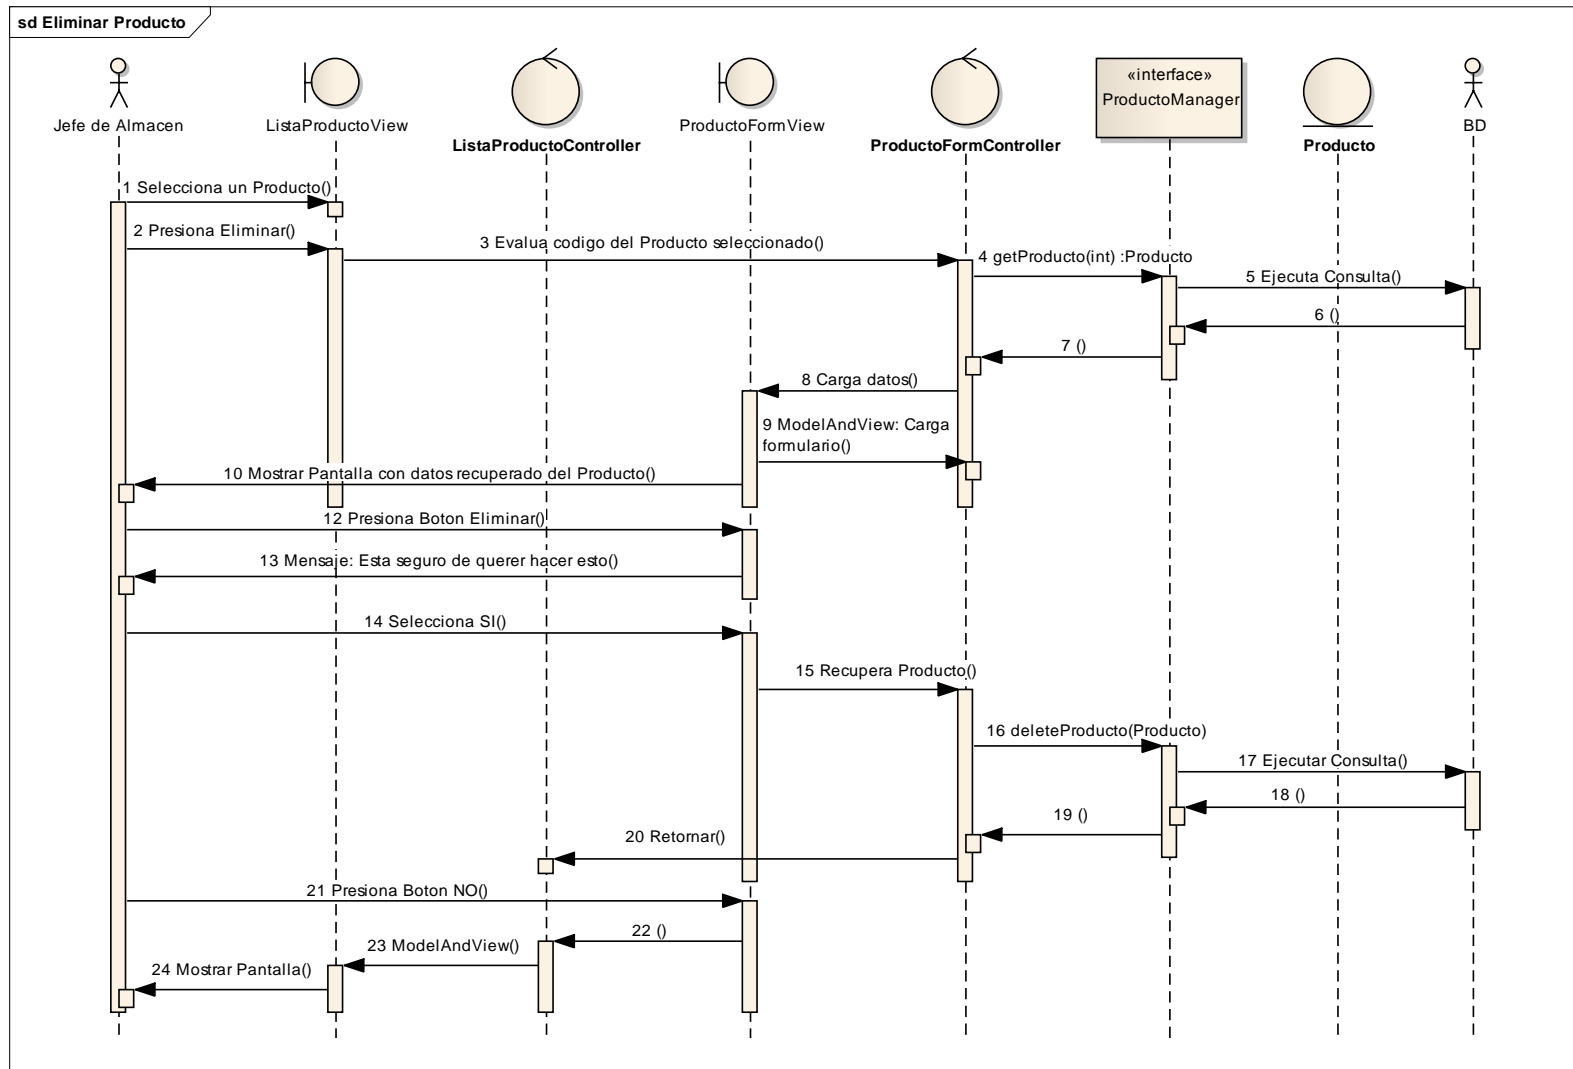 sd Eliminar Producto
Jefe de Almacen
ListaProductoView
ListaProductoController
ProductoFormView
ProductoFormController
«interface»
ProductoManager
Producto
BD
1 Selecciona un Producto()
2 Presiona Eliminar()
3 Evalua codigo del Producto seleccionado()
4 getProducto(int) :Producto
5 Ejecuta Consulta()
6 ()
7 ()
8 Carga datos()
9 ModelAndView: Carga
formulario()
10 Mostrar Pantalla con datos recuperado del Producto()
12 Presiona Boton Eliminar()
13 Mensaje: Esta seguro de querer hacer esto()
14 Selecciona SI()
15 Recupera Producto()
16 deleteProducto(Producto)
17 Ejecutar Consulta()
18 ()
19 ()
20 Retornar()
21 Presiona Boton NO()
22 ()
23 ModelAndView()
24 Mostrar Pantalla()